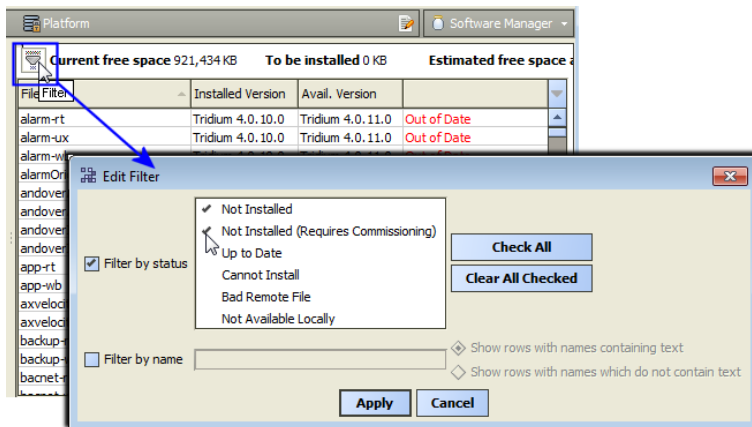 Platform
Software Manager
Current free space 921,434 KB To be installed 0 KB Estimated free space
File Filter Installed Version Avail. Version
alarm-rt Tridium 4.0.10.0 Tridium 4.0.11.0 Out of Date
alarm-ux Tridium 4.0.10.0 Tridium 4.0.11.0 Out of Date
Edit Filter
andover
andover
andover
andover
app-rt
app-wb
axveloci
axveloci
backup-
bacnet-
Filter by status
Not Installed
Not Installed (Requires Commissioning)
Up to Date
Cannot Install
Bad Remote File
Not Available Locally
Check All
Clear All Checked
Filter by name
Show rows with names containing text
Show rows with names which do not contain text
Apply Cancel